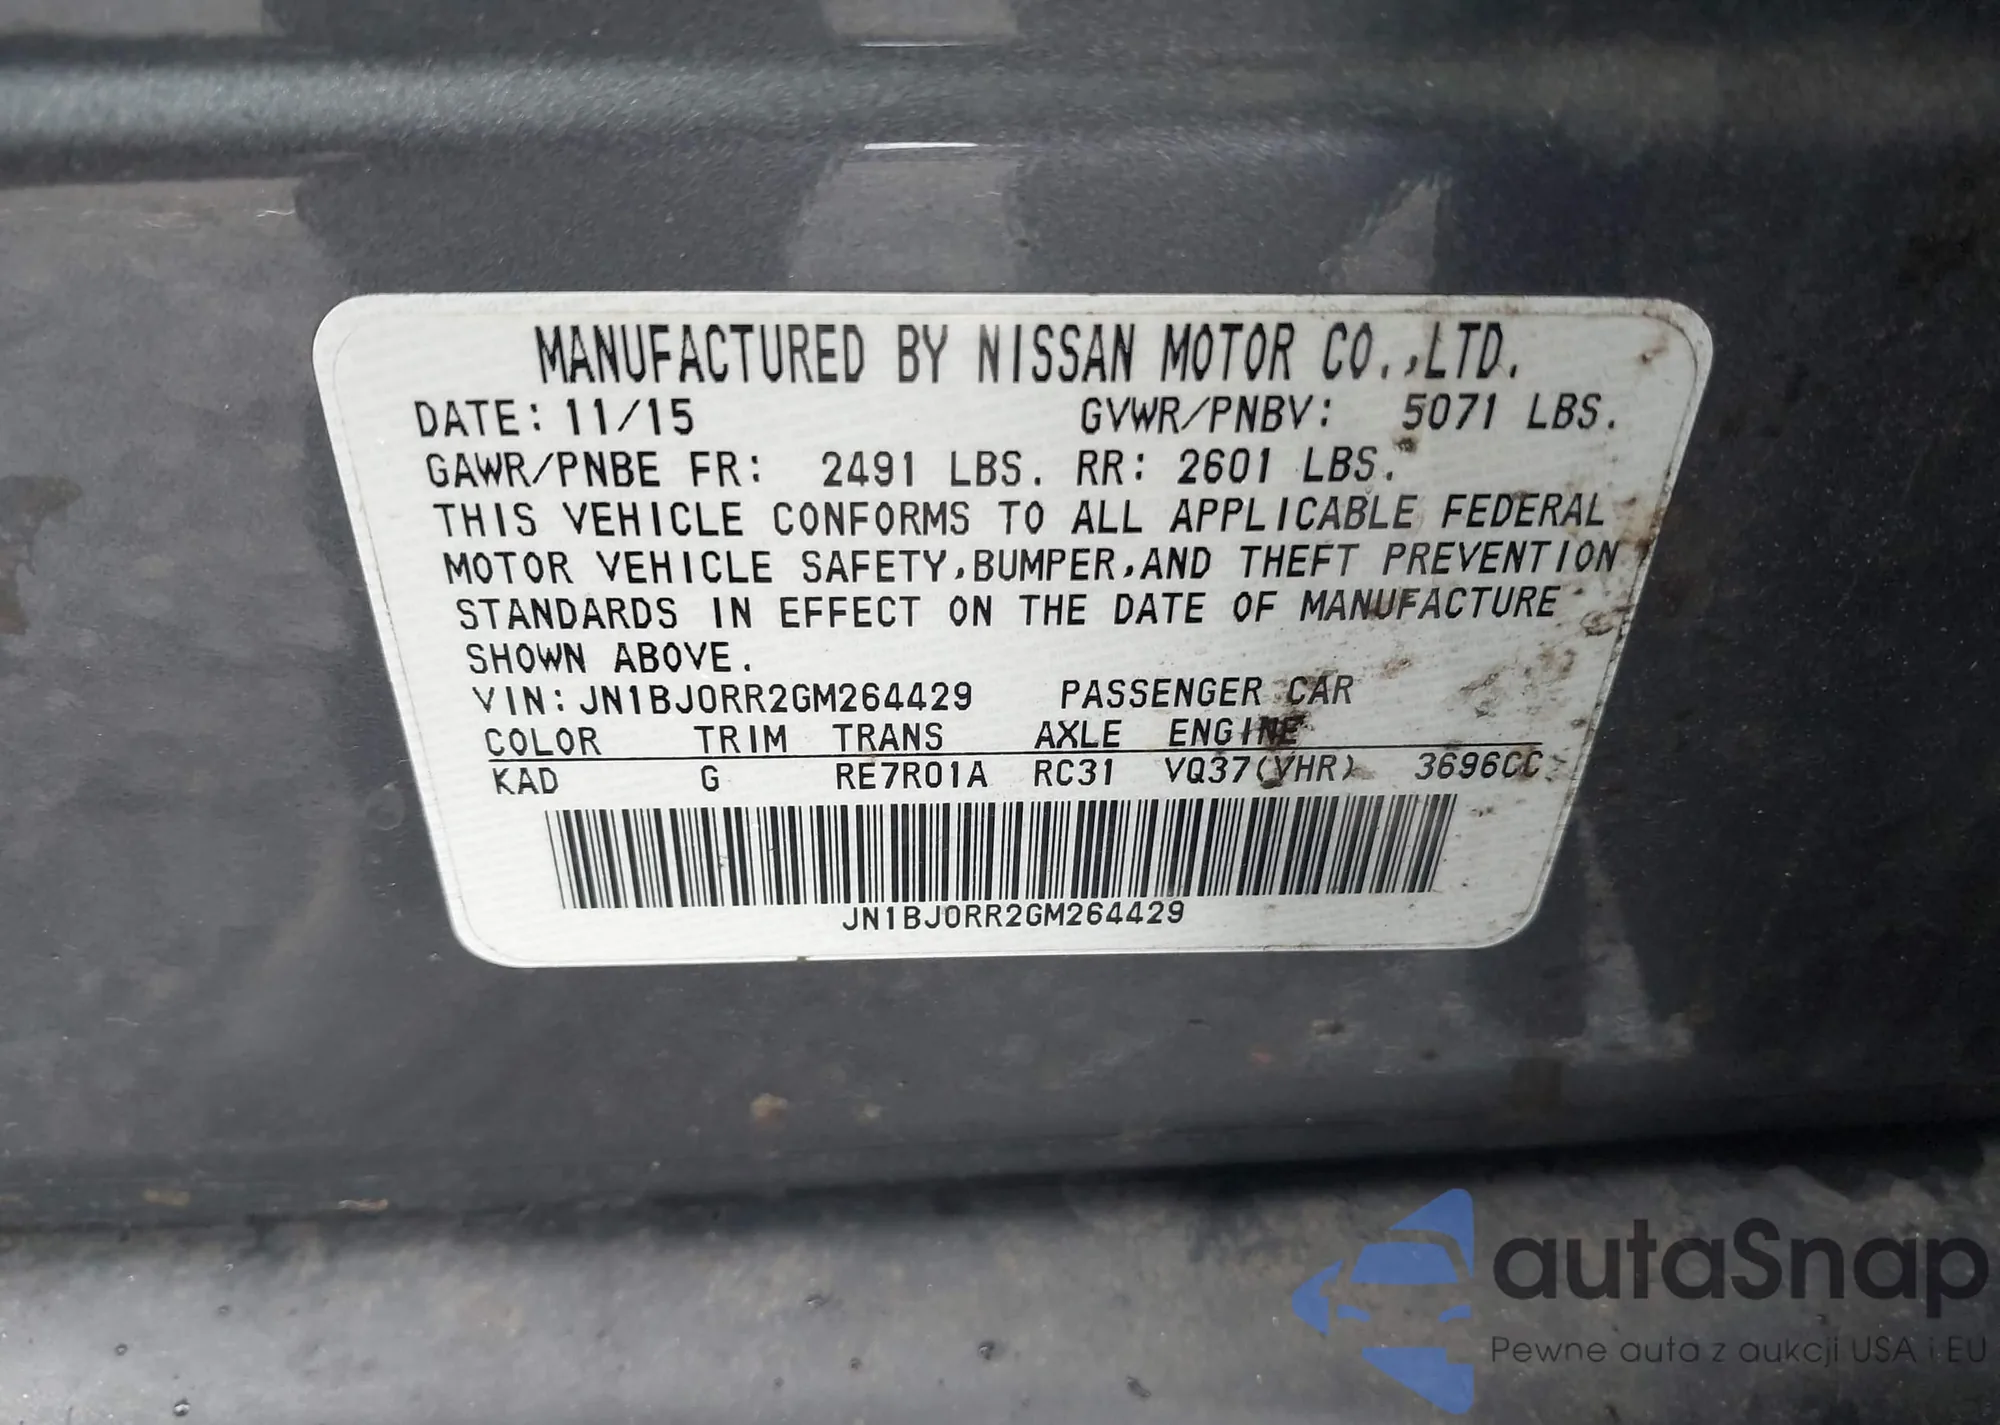 MANUFACTURED BY NISSAN MOTOR CO.,LTD.
DATE: 11/15 GVWR/PNBV: 5071 LBS.
GAWR/PNBE FR: 2491 LBS. RR: 2601 LBS.
THIS VEHICLE CONFORMS TO ALL APPLICABLE FEDERAL
MOTOR VEHICLE SAFETY,BUMPER,AND THEFT PREVENTION
STANDARDS IN EFFECT ON THE DATE OF MANUFACTURE
SHOWN ABOVE.
VIN:JN1BJ0RR2GM264429 PASSENGER CAR
COLOR TRIM TRANS AXLE ENGINE
KAD G RE7R01A RC31 VQ37(VHR) 3696CC
JN1BJ0RR2GM264429
autaSnap
Pewne auta z aukcji USA i EU